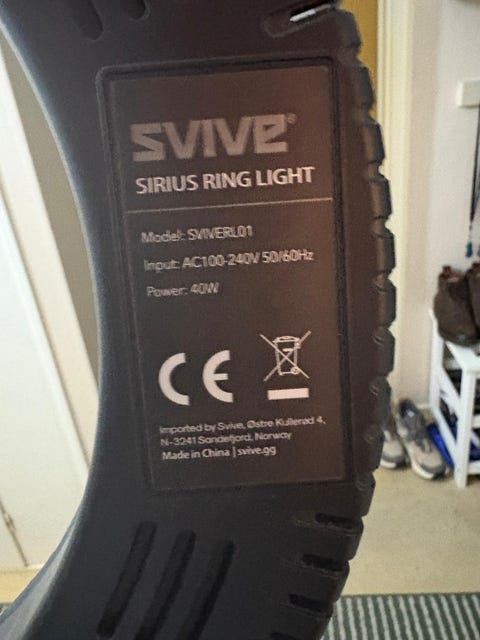 SVIVE®
SIRIUS RING LIGHT
Model: SVIVERL01
Input: AC100-240V 50/60Hz
Power: 40W
CE
Imported by Svive, Østre Kullerød 4,
N-3241 Sandefjord, Norway
Made in China | svive.gg